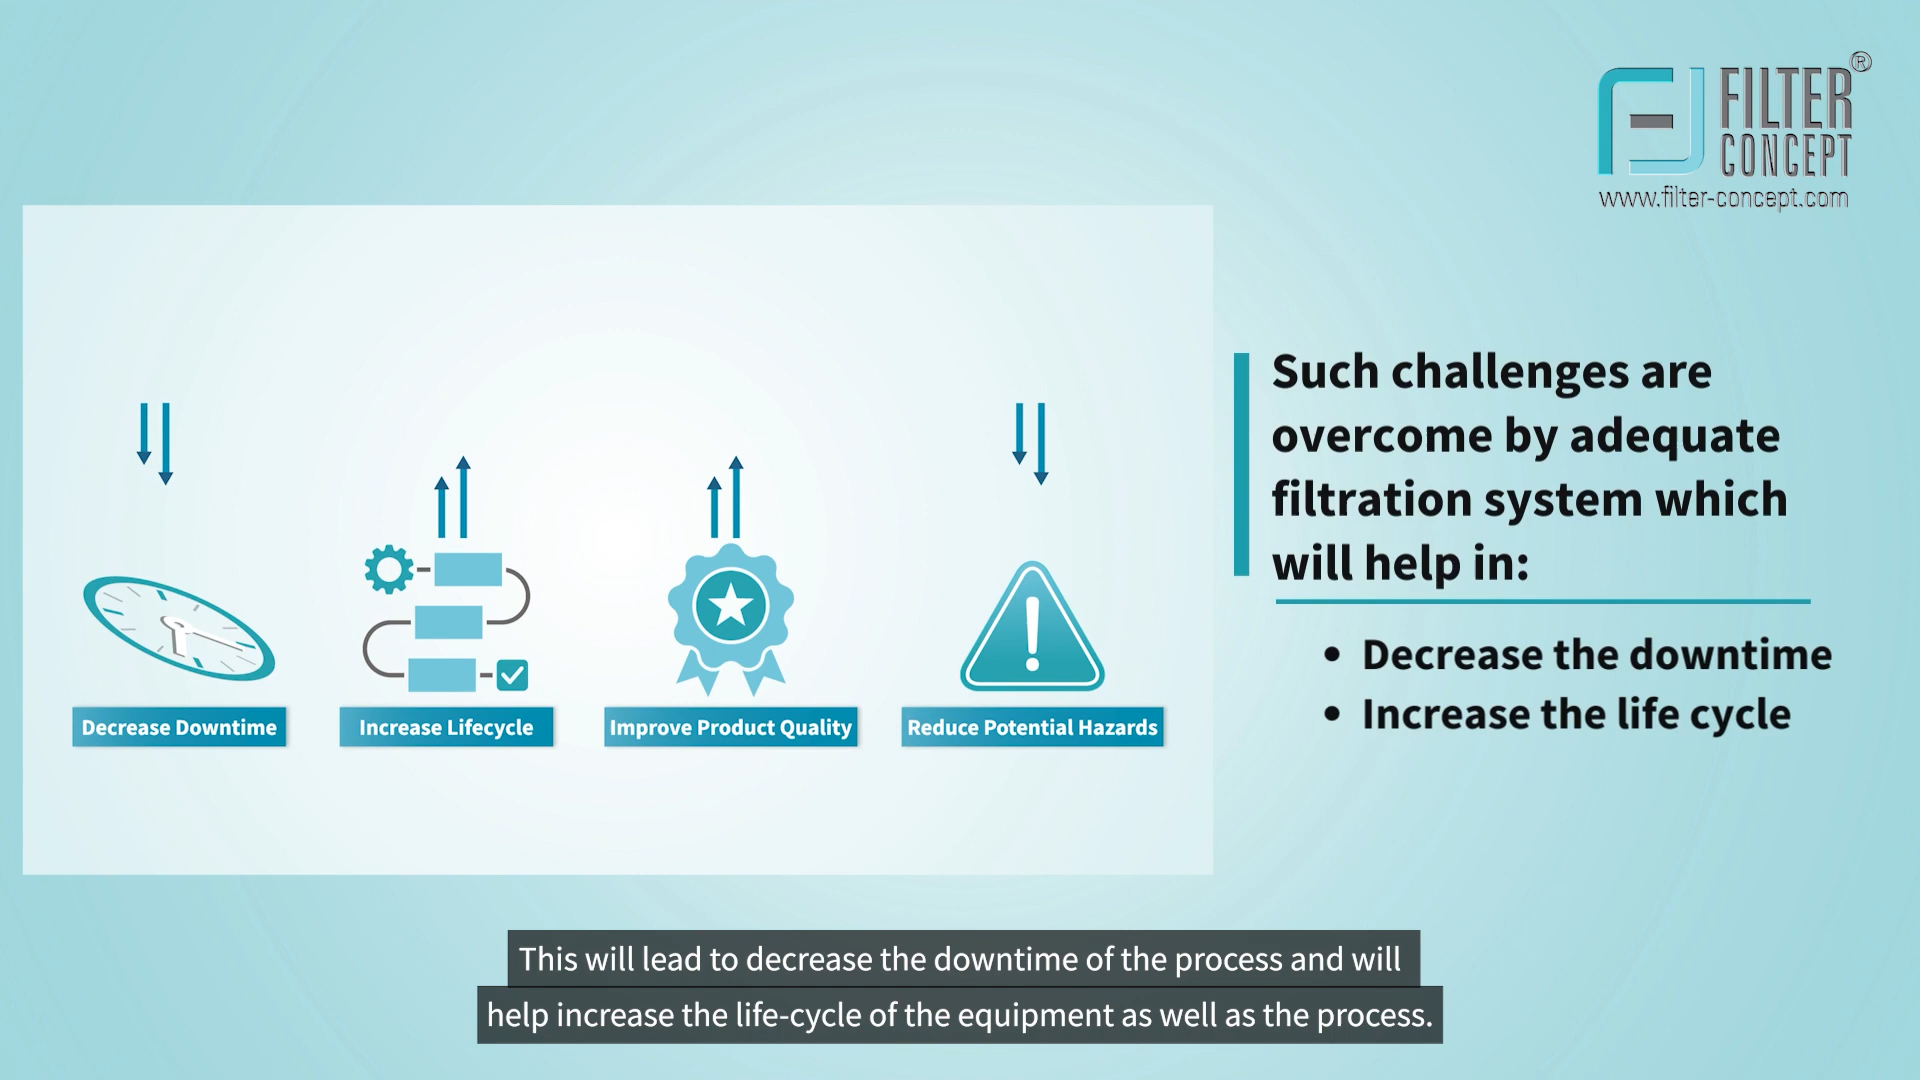 FILTER®
CONCEPT
www.filter-concept.com
Such challenges are
overcome by adequate
filtration system which
will help in:
• Decrease the downtime
• Increase the life cycle
Decrease Downtime
Increase Lifecycle
Improve Product Quality
Reduce Potential Hazards
This will lead to decrease the downtime of the process and will
help increase the life-cycle of the equipment as well as the process.